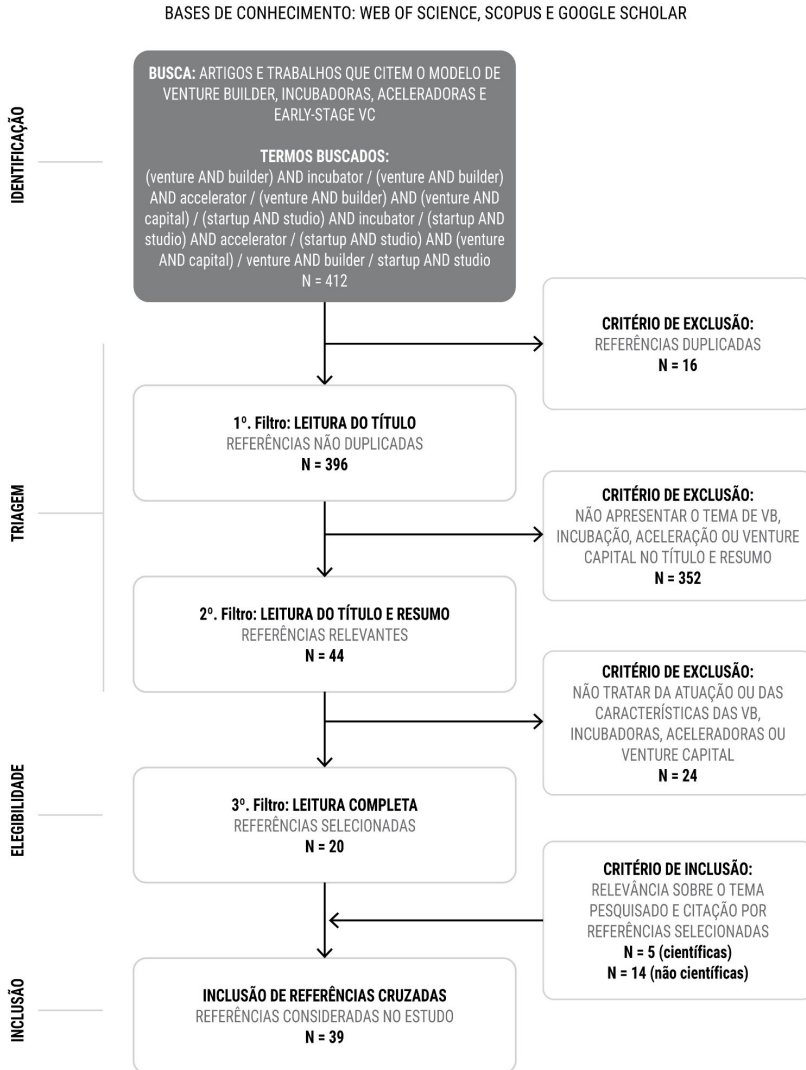 BASES DE CONHECIMENTO: WEB OF SCIENCE, SCOPUS E GOOGLE SCHOLAR
IDENTIFICAÇÃO
BUSCA: ARTIGOS E TRABALHOS QUE CITEM O MODELO DE
VENTURE BUILDER, INCUBADORAS, ACELERADORAS E
EARLY-STAGE VC
TERMOS BUSCADOS:
(venture AND builder) AND incubator / (venture AND builder)
AND accelerator / (venture AND builder) AND (venture AND
capital) / (startup AND studio) AND incubator / (startup AND
studio) AND accelerator / (startup AND studio) AND (venture
AND capital) / venture AND builder / startup AND studio
N = 412
CRITÉRIO DE EXCLUSÃO:
REFERÊNCIAS DUPLICADAS
N = 16
TRIAGEM
1º. Filtro: LEITURA DO TÍTULO
REFERÊNCIAS NÃO DUPLICADAS
N = 396
CRITÉRIO DE EXCLUSÃO:
NÃO APRESENTAR O TEMA DE VB,
INCUBAÇÃO, ACELERAÇÃO OU VENTURE
CAPITAL NO TÍTULO E RESUMO
N = 352
2º. Filtro: LEITURA DO TÍTULO E RESUMO
REFERÊNCIAS RELEVANTES
N = 44
CRITÉRIO DE EXCLUSÃO:
NÃO TRATAR DA ATUAÇÃO OU DAS
CARACTERÍSTICAS DAS VB,
INCUBADORAS, ACELERADORAS OU
VENTURE CAPITAL
N = 24
ELEGIBILIDADE
3º. Filtro: LEITURA COMPLETA
REFERÊNCIAS SELECIONADAS
N = 20
CRITÉRIO DE INCLUSÃO:
RELEVÂNCIA SOBRE O TEMA
PESQUISADO E CITAÇÃO POR
REFERÊNCIAS SELECIONADAS
N = 5 (científicas)
N = 14 (não científicas)
INCLUSÃO
INCLUSÃO DE REFERÊNCIAS CRUZADAS
REFERÊNCIAS CONSIDERADAS NO ESTUDO
N = 39